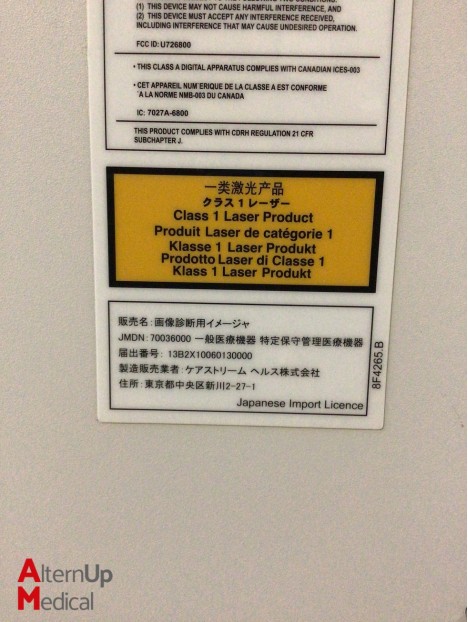 (1) THIS DEVICE MAY NOT CAUSE HARMFUL INTERFERENCE, AND
(2) THIS DEVICE MUST ACCEPT ANY INTERFERENCE RECEIVED,
INCLUDING INTERFERENCE THAT MAY CAUSE UNDESIRED OPERATION.
FCC ID: U726800
• THIS CLASS A DIGITAL APPARATUS COMPLIES WITH CANADIAN ICES-003
• CET APPAREIL NUM ERIQUE DE LA CLASSE A EST CONFORME
'A LA NORME NMB-003 DU CANADA
IC: 7027A-6800
THIS PRODUCT COMPLIES WITH CDRH REGULATION 21 CFR
SUBCHAPTER J.
一类激光产品
クラス 1 レーザー
Class 1 Laser Product
Produit Laser de catégorie 1
Klasse 1 Laser Produkt
Prodotto Laser di Classe 1
Klass 1 Laser Produkt
販売名：画像診断用イメージャ
JMDN: 70036000 一般医療機器 特定保守管理医療機器
届出番号： 13B2X10060130000
製造販売業者： ケアストリーム ヘルス株式会社
住所： 東京都中央区新川2-27-1
Japanese Import Licence
8F4265.B
AlternUp
Medical